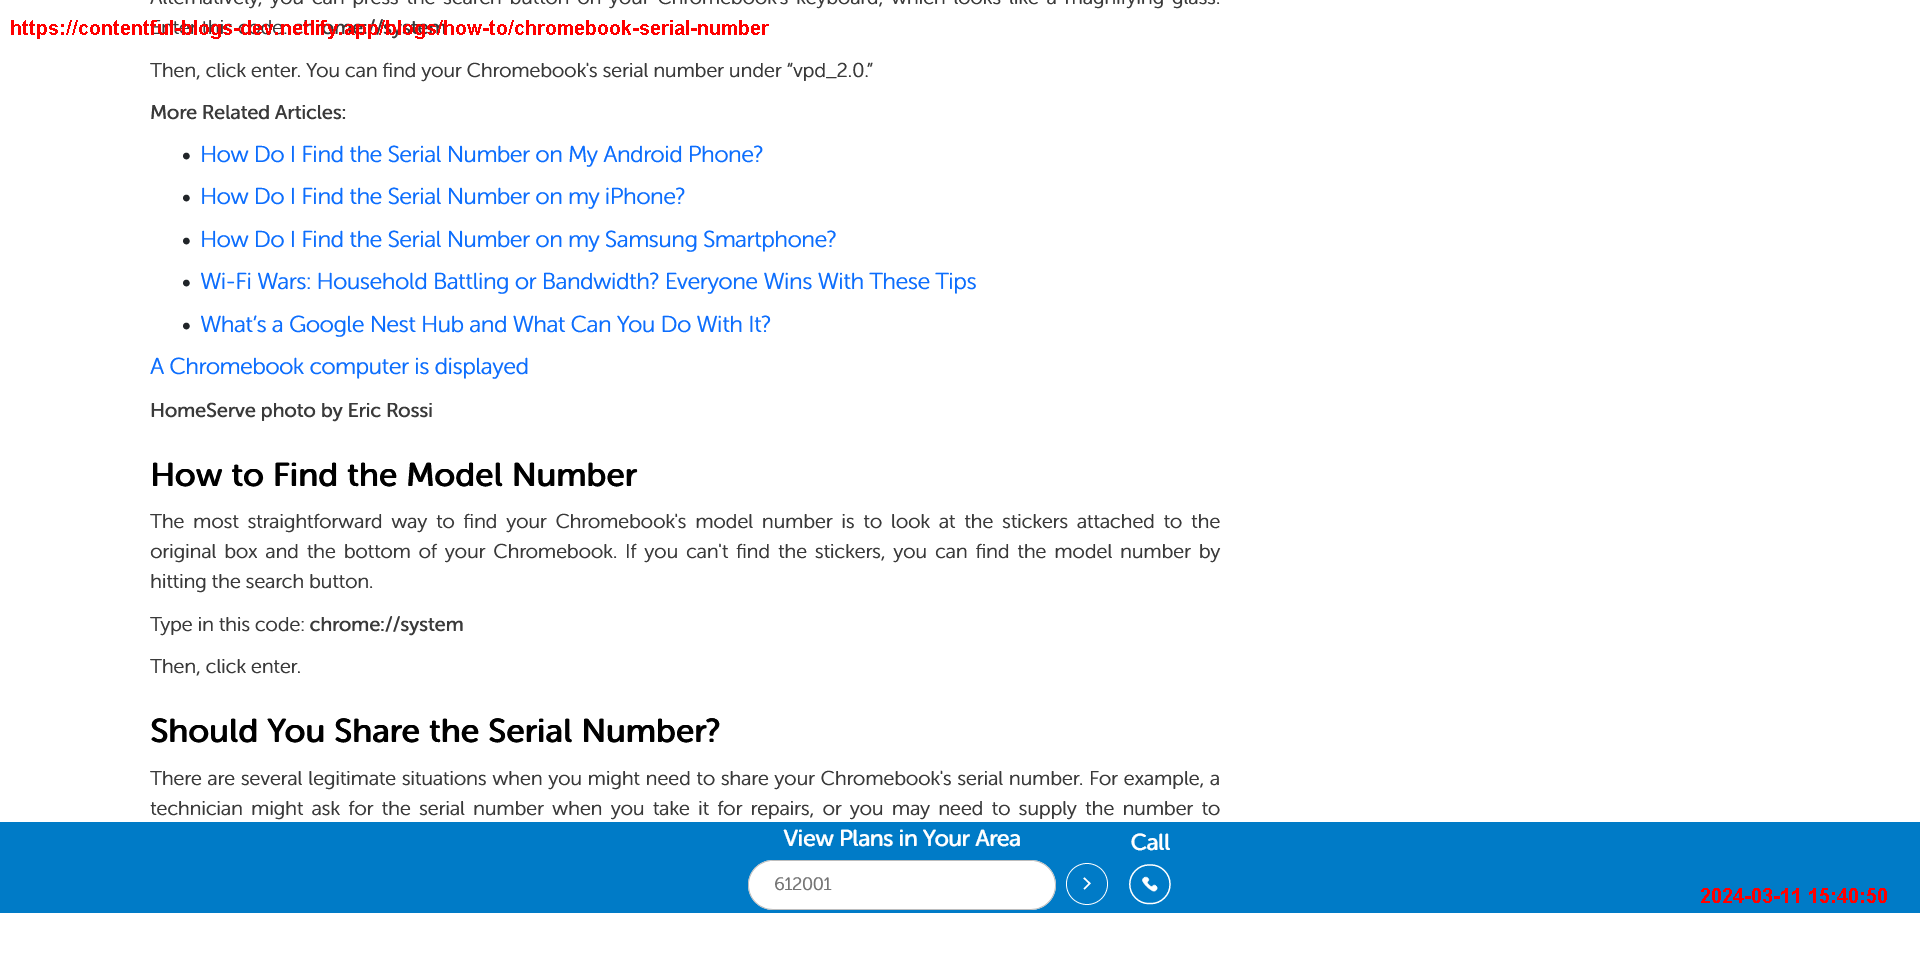 Alternatively, you can press the search button on your Chromebook's keyboard, which looks like a magnifying glass.
Enter this code: chrome://system
https://contentful-blogs-dev.netlify.app/blogs/how-to/chromebook-serial-number
Then, click enter. You can find your Chromebook's serial number under “vpd_2.0.”
More Related Articles:
How Do I Find the Serial Number on My Android Phone?
How Do I Find the Serial Number on my iPhone?
How Do I Find the Serial Number on my Samsung Smartphone?
Wi-Fi Wars: Household Battling or Bandwidth? Everyone Wins With These Tips
What’s a Google Nest Hub and What Can You Do With It?
A Chromebook computer is displayed
HomeServe photo by Eric Rossi
How to Find the Model Number
The most straightforward way to find your Chromebook's model number is to look at the stickers attached to the
original box and the bottom of your Chromebook. If you can't find the stickers, you can find the model number by
hitting the search button.
Type in this code: chrome://system
Then, click enter.
Should You Share the Serial Number?
There are several legitimate situations when you might need to share your Chromebook's serial number. For example, a
technician might ask for the serial number when you take it for repairs, or you may need to supply the number to
View Plans in Your Area
Call
612001
2024-03-11 15:40:50